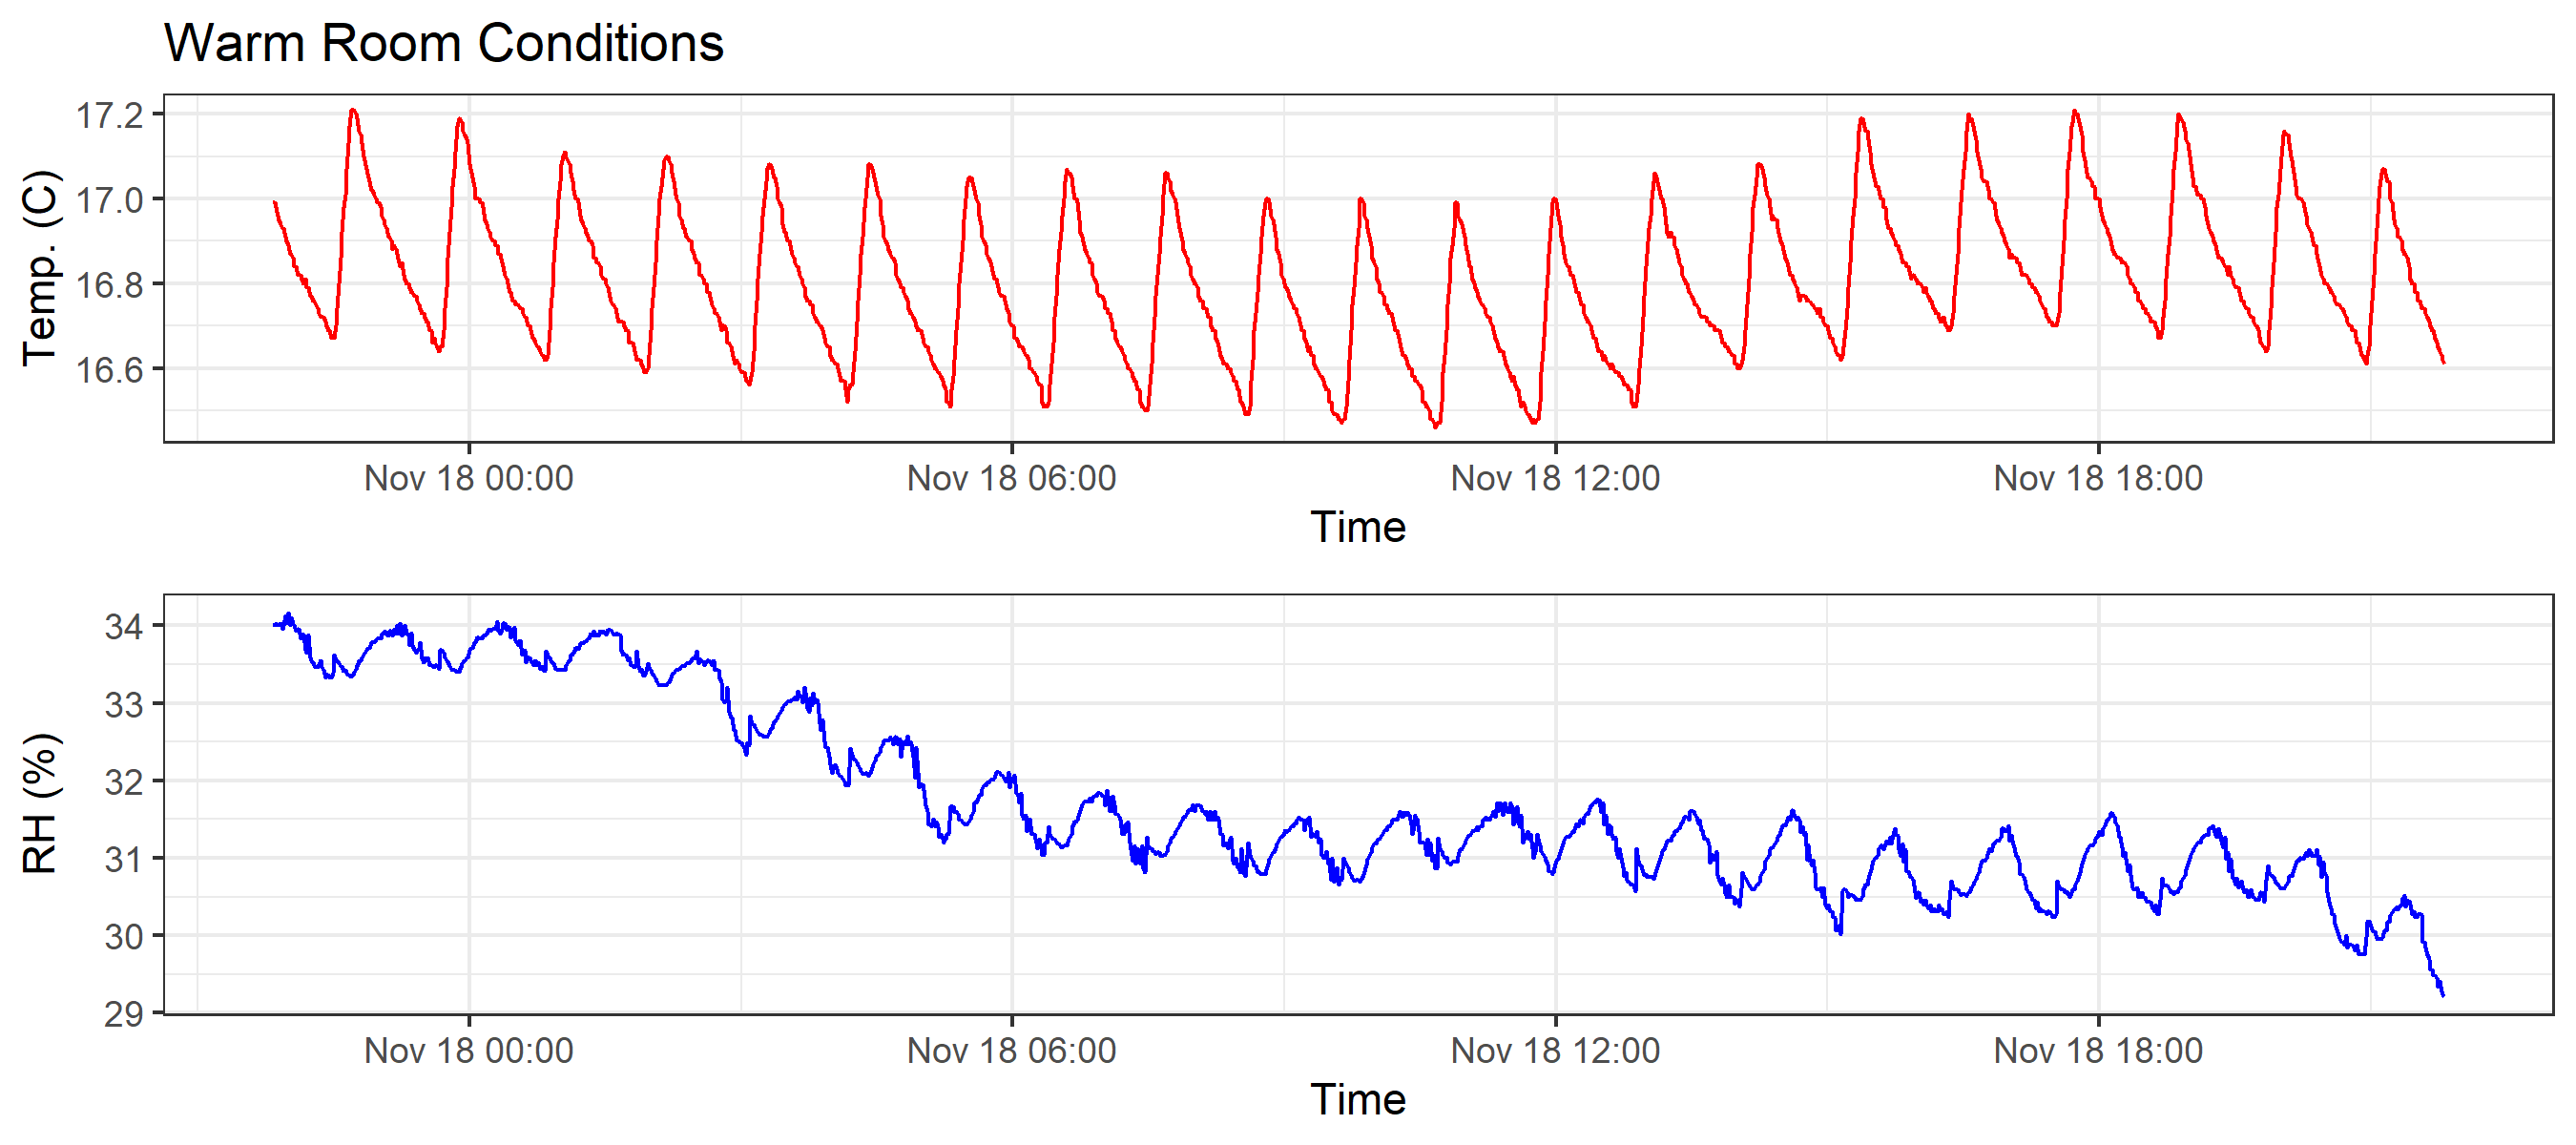 Warm Room Conditions
17.2
17.0
16.8
16.6
Temp. (C)
Nov 18 00:00 Nov 18 06:00 Nov 18 12:00 Nov 18 18:00
Time
34
33
32
31
30
29
RH (%)
Nov 18 00:00 Nov 18 06:00 Nov 18 12:00 Nov 18 18:00
Time